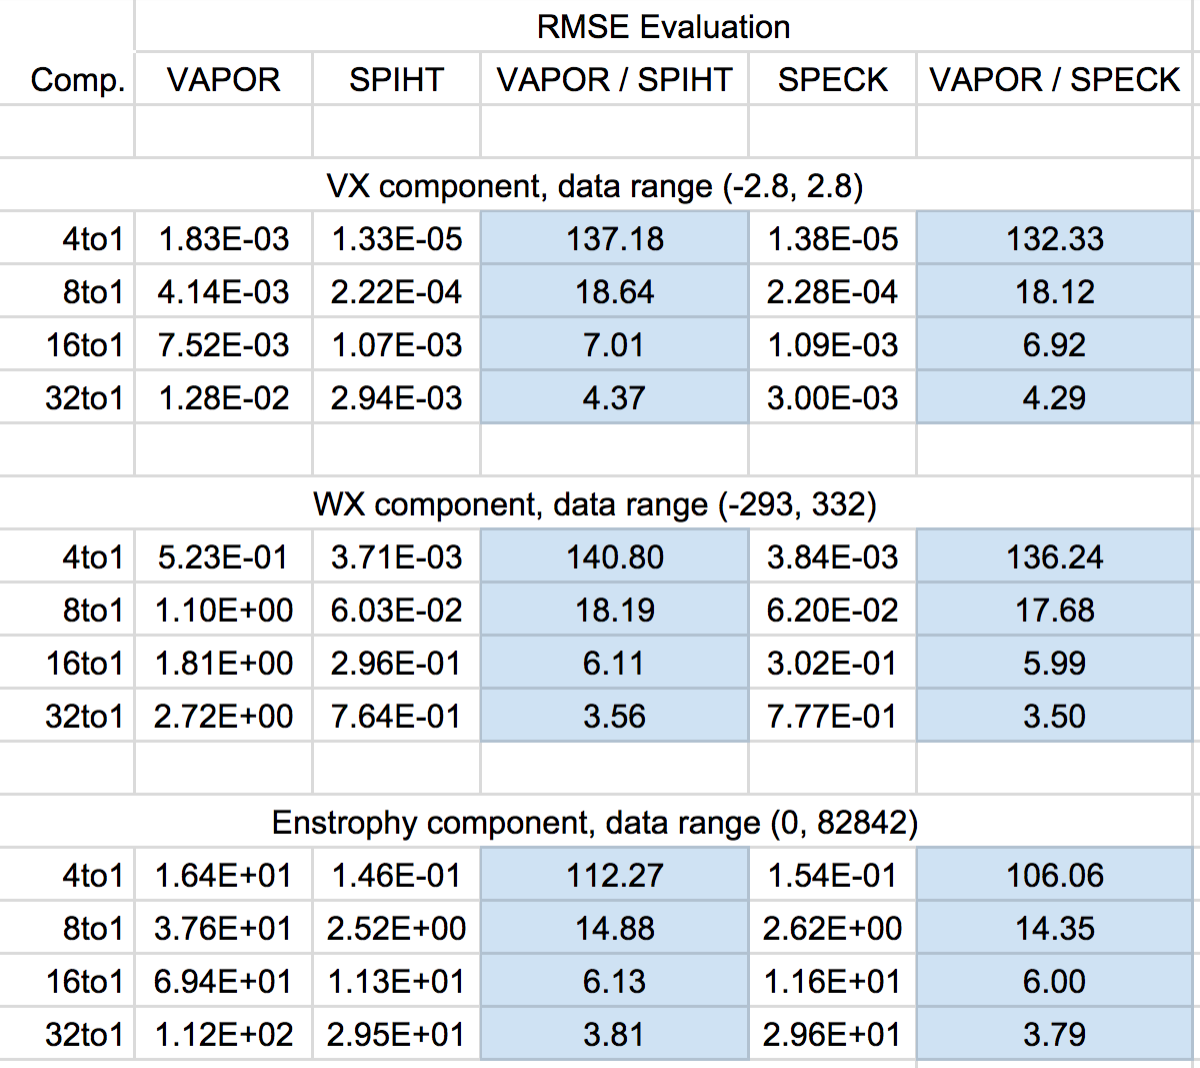 RMSE Evaluation
Comp. VAPOR SPIHT VAPOR / SPIHT SPECK VAPOR / SPECK
VX component, data range (-2.8, 2.8)
4to1 1.83E-03 1.33E-05 137.18 1.38E-05 132.33
8to1 4.14E-03 2.22E-04 18.64 2.28E-04 18.12
16to1 7.52E-03 1.07E-03 7.01 1.09E-03 6.92
32to1 1.28E-02 2.94E-03 4.37 3.00E-03 4.29
WX component, data range (-293, 332)
4to1 5.23E-01 3.71E-03 140.80 3.84E-03 136.24
8to1 1.10E+00 6.03E-02 18.19 6.20E-02 17.68
16to1 1.81E+00 2.96E-01 6.11 3.02E-01 5.99
32to1 2.72E+00 7.64E-01 3.56 7.77E-01 3.50
Enstrophy component, data range (0, 82842)
4to1 1.64E+01 1.46E-01 112.27 1.54E-01 106.06
8to1 3.76E+01 2.52E+00 14.88 2.62E+00 14.35
16to1 6.94E+01 1.13E+01 6.13 1.16E+01 6.00
32to1 1.12E+02 2.95E+01 3.81 2.96E+01 3.79